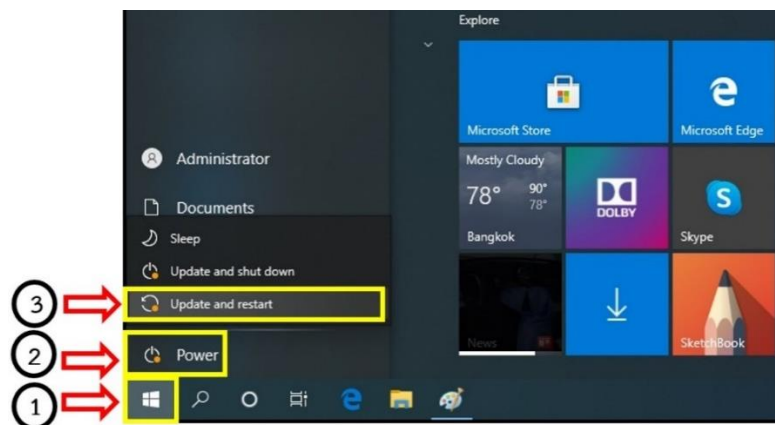 Explore
Microsoft Store
Microsoft Edge
Administrator
Mostly Cloudy
78° 90°
78°
DOLBY
Documents
Bangkok
Skype
Sleep
Update and shut down
3 Update and restart
News
SketchBook
2 Power
1